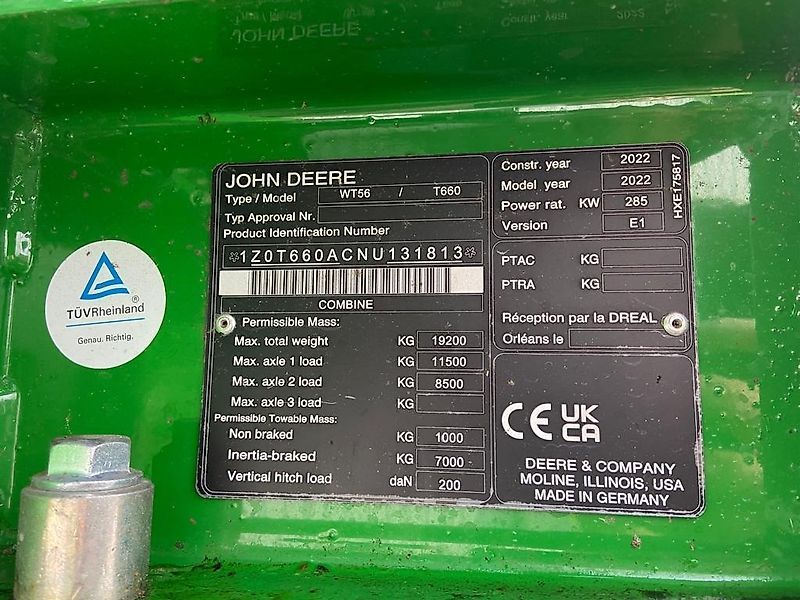 JOHN DEERE
Type / Model WT56 / T660
Typ Approval Nr.
Product Identification Number
*1Z0T660ACNU131813*
COMBINE
Permissible Mass:
Max. total weight KG 19200
Max. axle 1 load KG 11500
Max. axle 2 load KG 8500
Max. axle 3 load KG
Permissible Towable Mass:
Non braked KG 1000
Inertia-braked KG 7000
Vertical hitch load daN 200
Constr. year 2022
Model year 2022
Power rat. KW 285
Version E1
HXE175817
PTAC KG
PTRA KG
Réception par la DREAL
Orléans le
CE UK
CA
DEERE & COMPANY
MOLINE, ILLINOIS, USA
MADE IN GERMANY
TÜVRheinland®
Genau. Richtig.